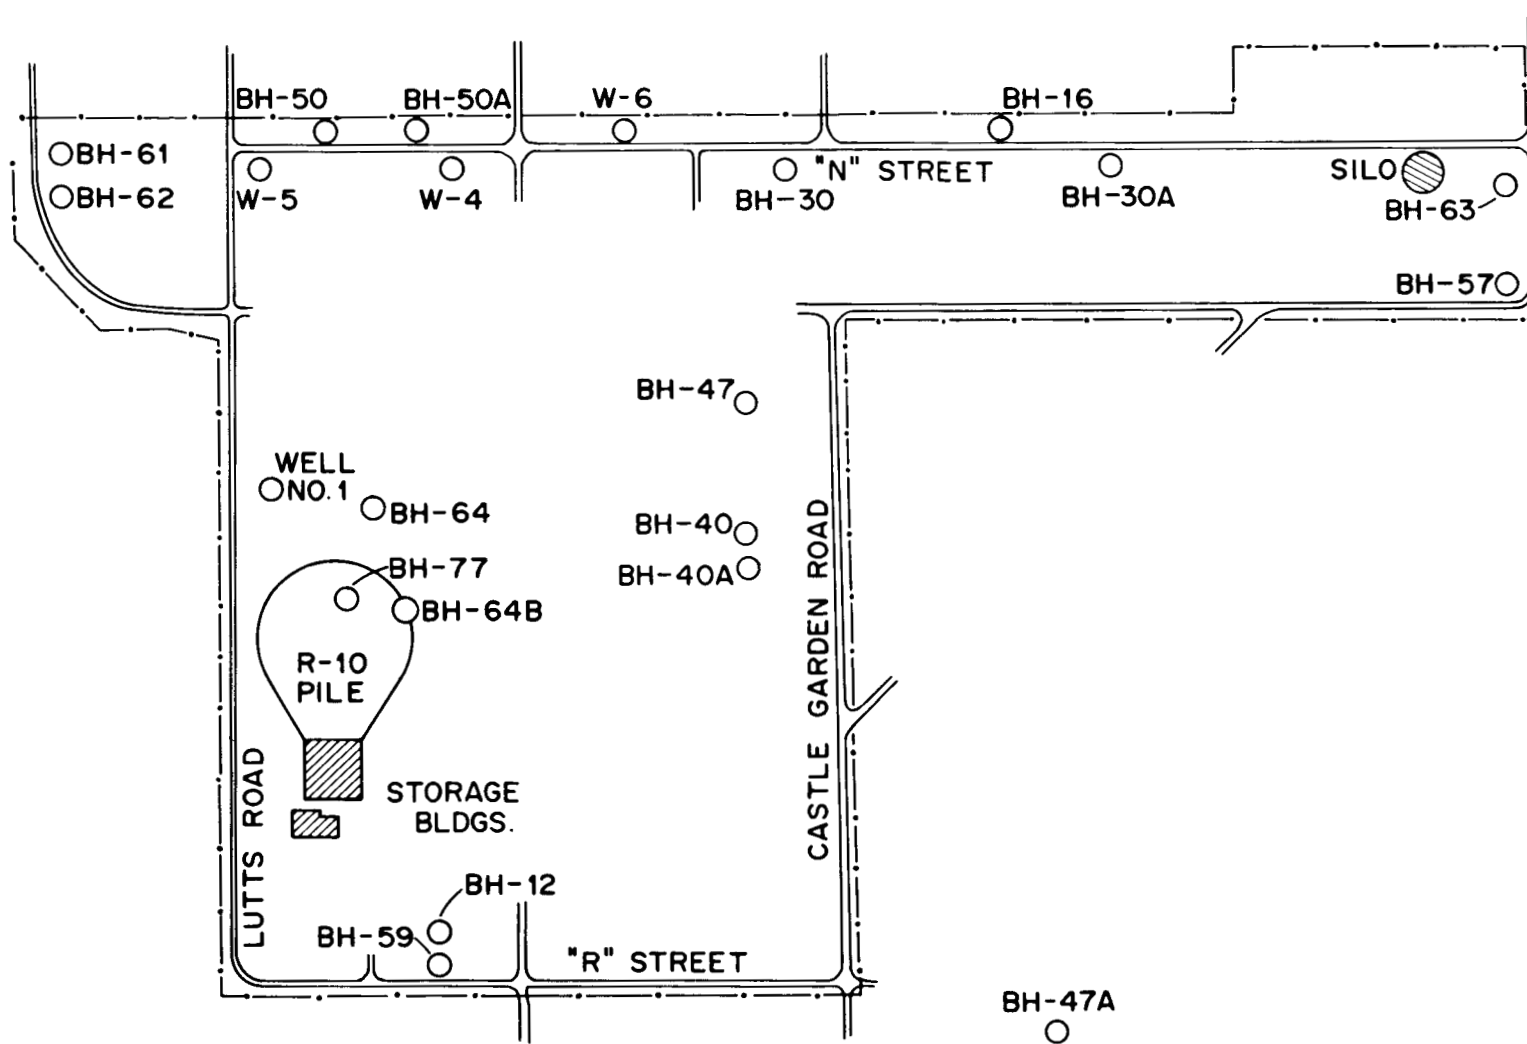 BH-50
BH-50A
W-6
BH-16
BH-61
BH-62
W-5
W-4
BH-30
"N" STREET
BH-30A
SILO
BH-63
BH-57
BH-47
WELL
NO. 1
BH-64
BH-40
BH-77
BH-40A
BH-64B
R-10
PILE
CASTLE GARDEN ROAD
STORAGE
BLDGS.
LUTTS ROAD
BH-12
BH-59
"R" STREET
BH-47A